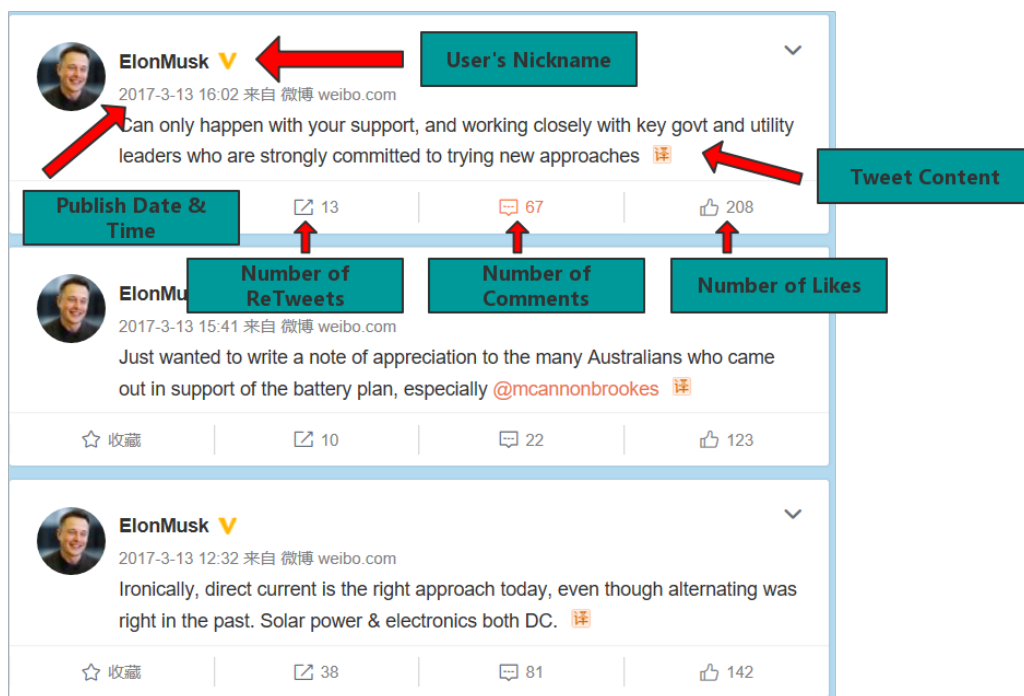 ElonMusk
User's Nickname
2017-3-13 16:02 来自 微博 weibo.com
Can only happen with your support, and working closely with key govt and utility
leaders who are strongly committed to trying new approaches 译
Tweet Content
Publish Date &
Time
13
67
208
Number of
ReTweets
Number of
Comments
Number of Likes
ElonMu
2017-3-13 15:41 来自 微博 weibo.com
Just wanted to write a note of appreciation to the many Australians who came
out in support of the battery plan, especially @mcannonbrookes 译
收藏 10 22 123
ElonMusk
2017-3-13 12:32 来自 微博 weibo.com
Ironically, direct current is the right approach today, even though alternating was
right in the past. Solar power & electronics both DC. 译
收藏 38 81 142